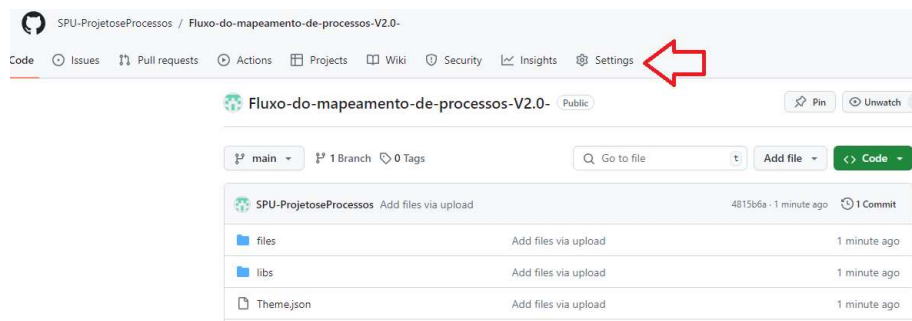 SPU-ProjetoseProcessos / Fluxo-do-mapeamento-de-processos-V2.0-
Code Issues Pull requests Actions Projects Wiki Security Insights Settings
Fluxo-do-mapeamento-de-processos-V2.0- Public Pin Unwatch
main 1 Branch 0 Tags Go to file t Add file Code
SPU-ProjetoseProcessos Add files via upload 4815b6a · 1 minute ago 1 Commit
files Add files via upload 1 minute ago
libs Add files via upload 1 minute ago
Theme.json Add files via upload 1 minute ago